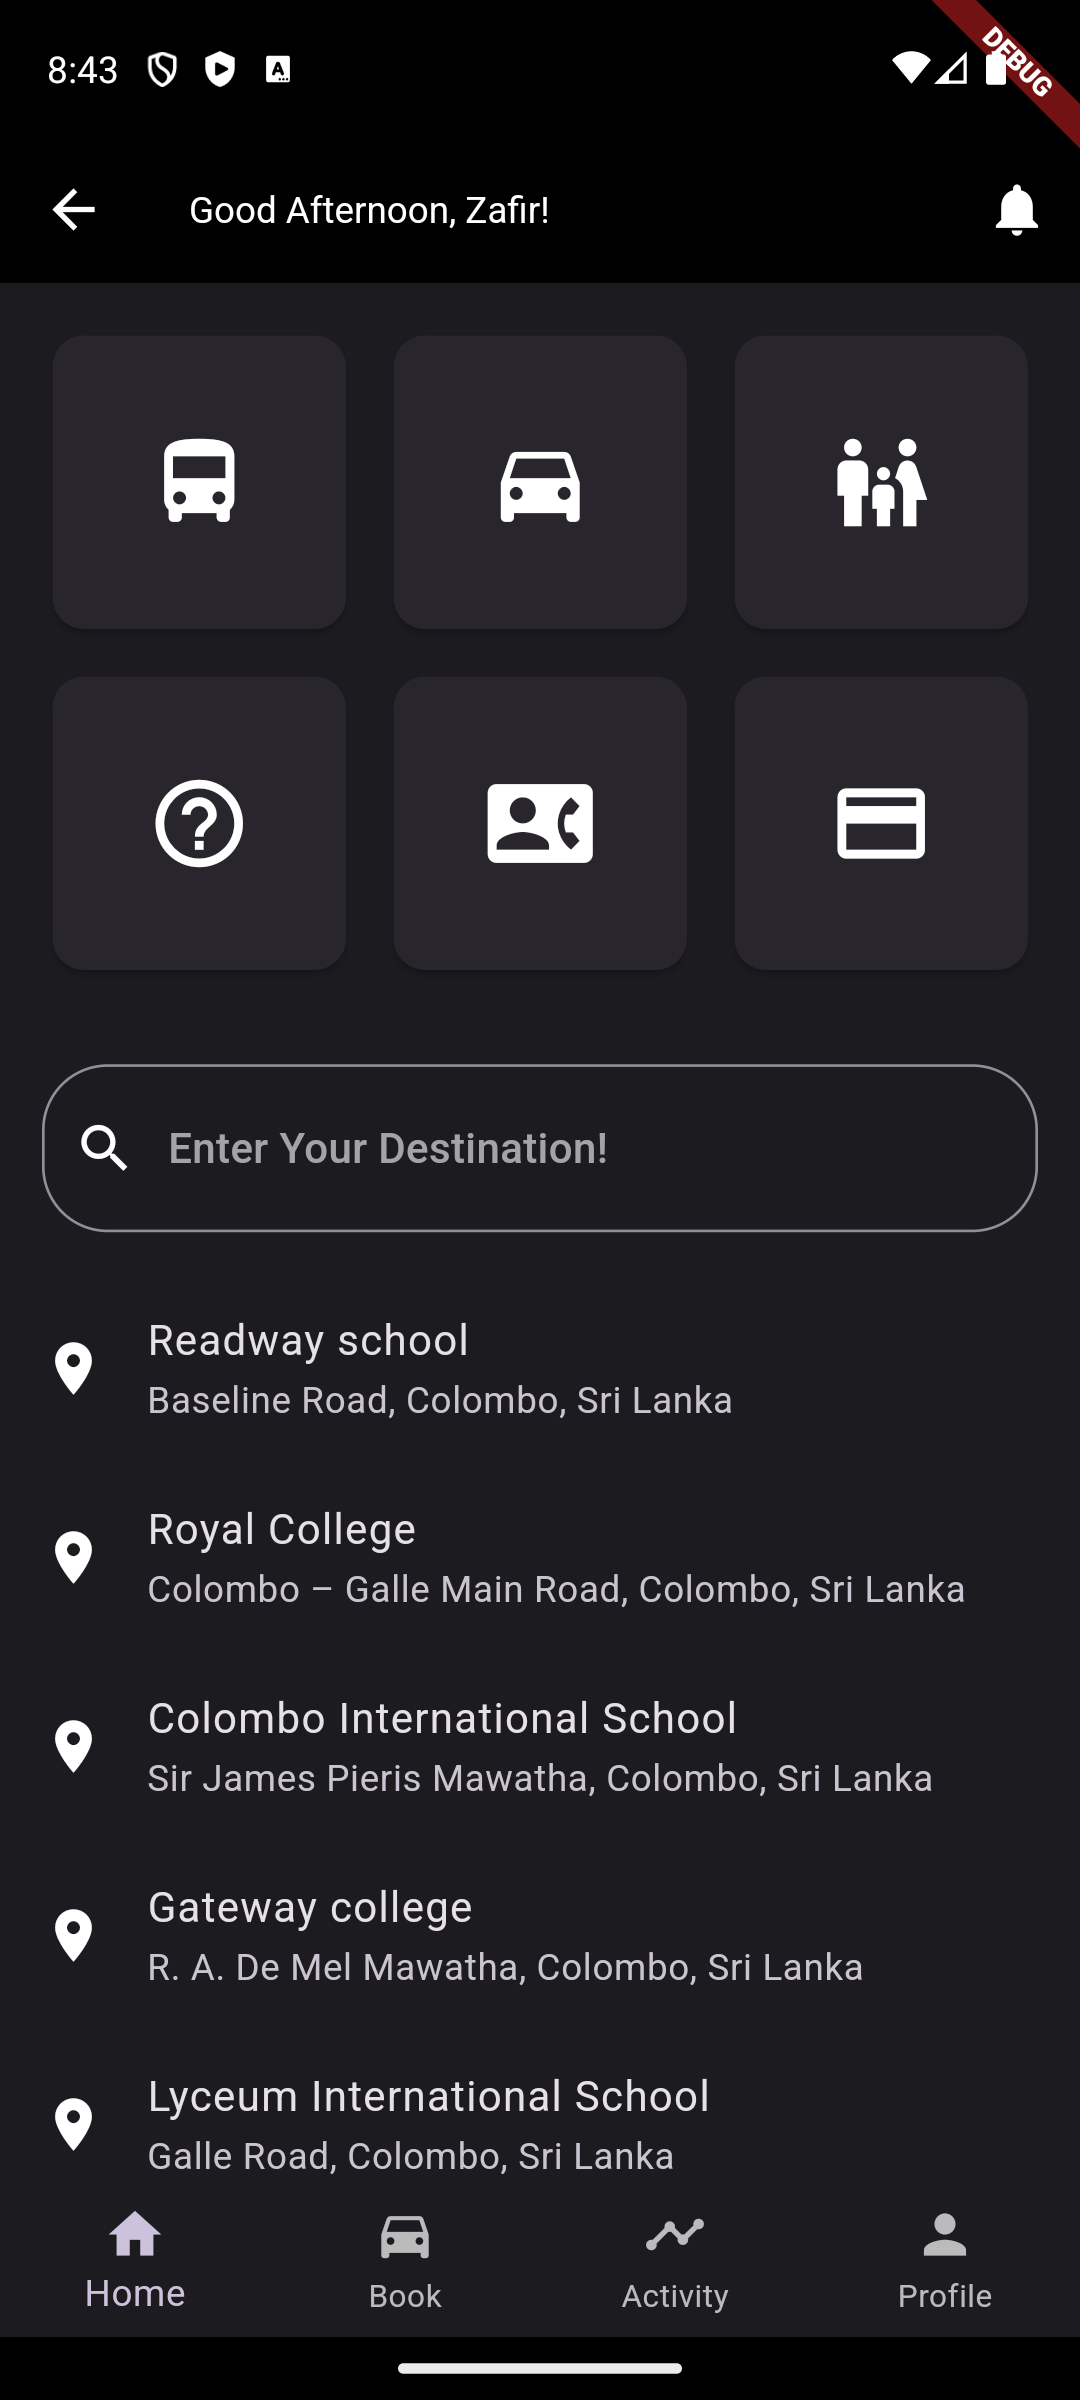 8:43
DEBUG
Good Afternoon, Zafir!
Enter Your Destination!
Readway school
Baseline Road, Colombo, Sri Lanka
Royal College
Colombo – Galle Main Road, Colombo, Sri Lanka
Colombo International School
Sir James Pieris Mawatha, Colombo, Sri Lanka
Gateway college
R. A. De Mel Mawatha, Colombo, Sri Lanka
Lyceum International School
Galle Road, Colombo, Sri Lanka
Home Book Activity Profile